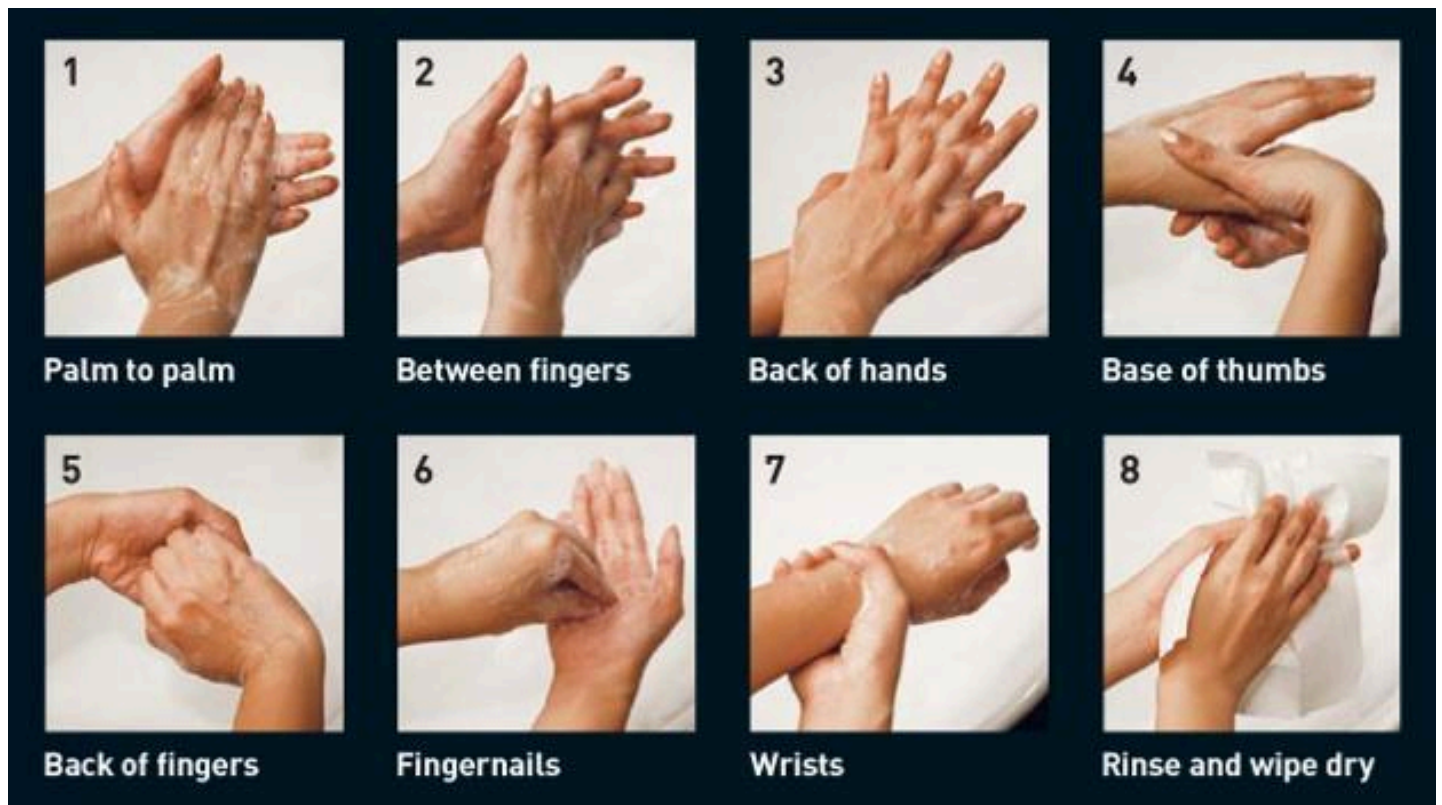 1
Palm to palm
2
Between fingers
3
Back of hands
4
Base of thumbs
5
Back of fingers
6
Fingernails
7
Wrists
8
Rinse and wipe dry